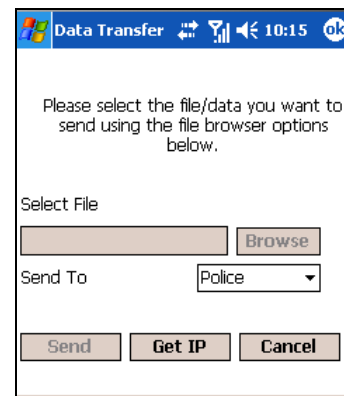 Data Transfer 10:15 ok
Please select the file/data you want to
send using the file browser options
below.
Select File
Browse
Send To Police
Send Get IP Cancel